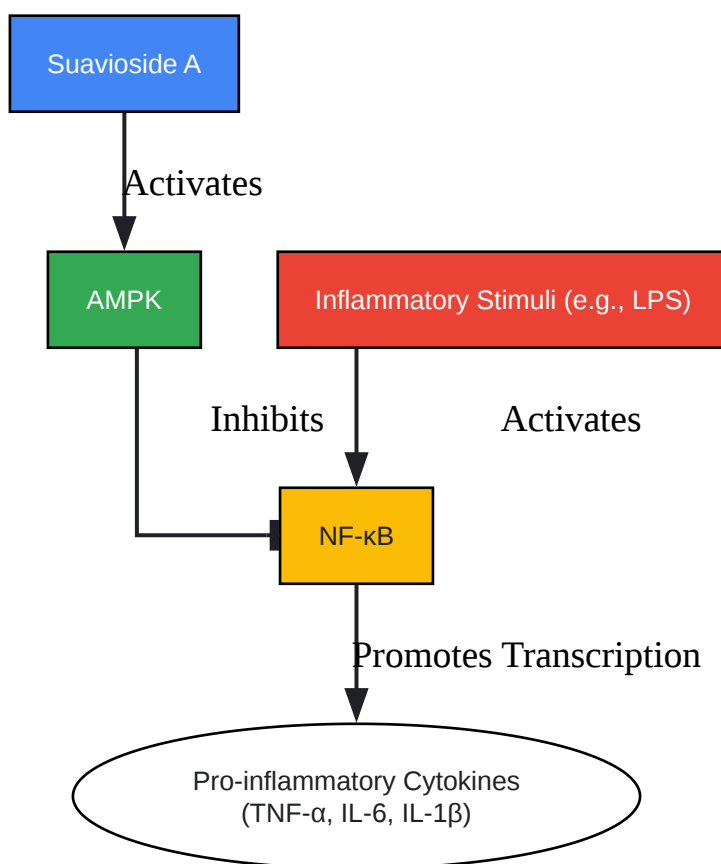 Suavioside A
Activates
AMPK
Inflammatory Stimuli (e.g., LPS)
Inhibits
Activates
NF-κB
Promotes Transcription
Pro-inflammatory Cytokines
(TNF-α, IL-6, IL-1β)